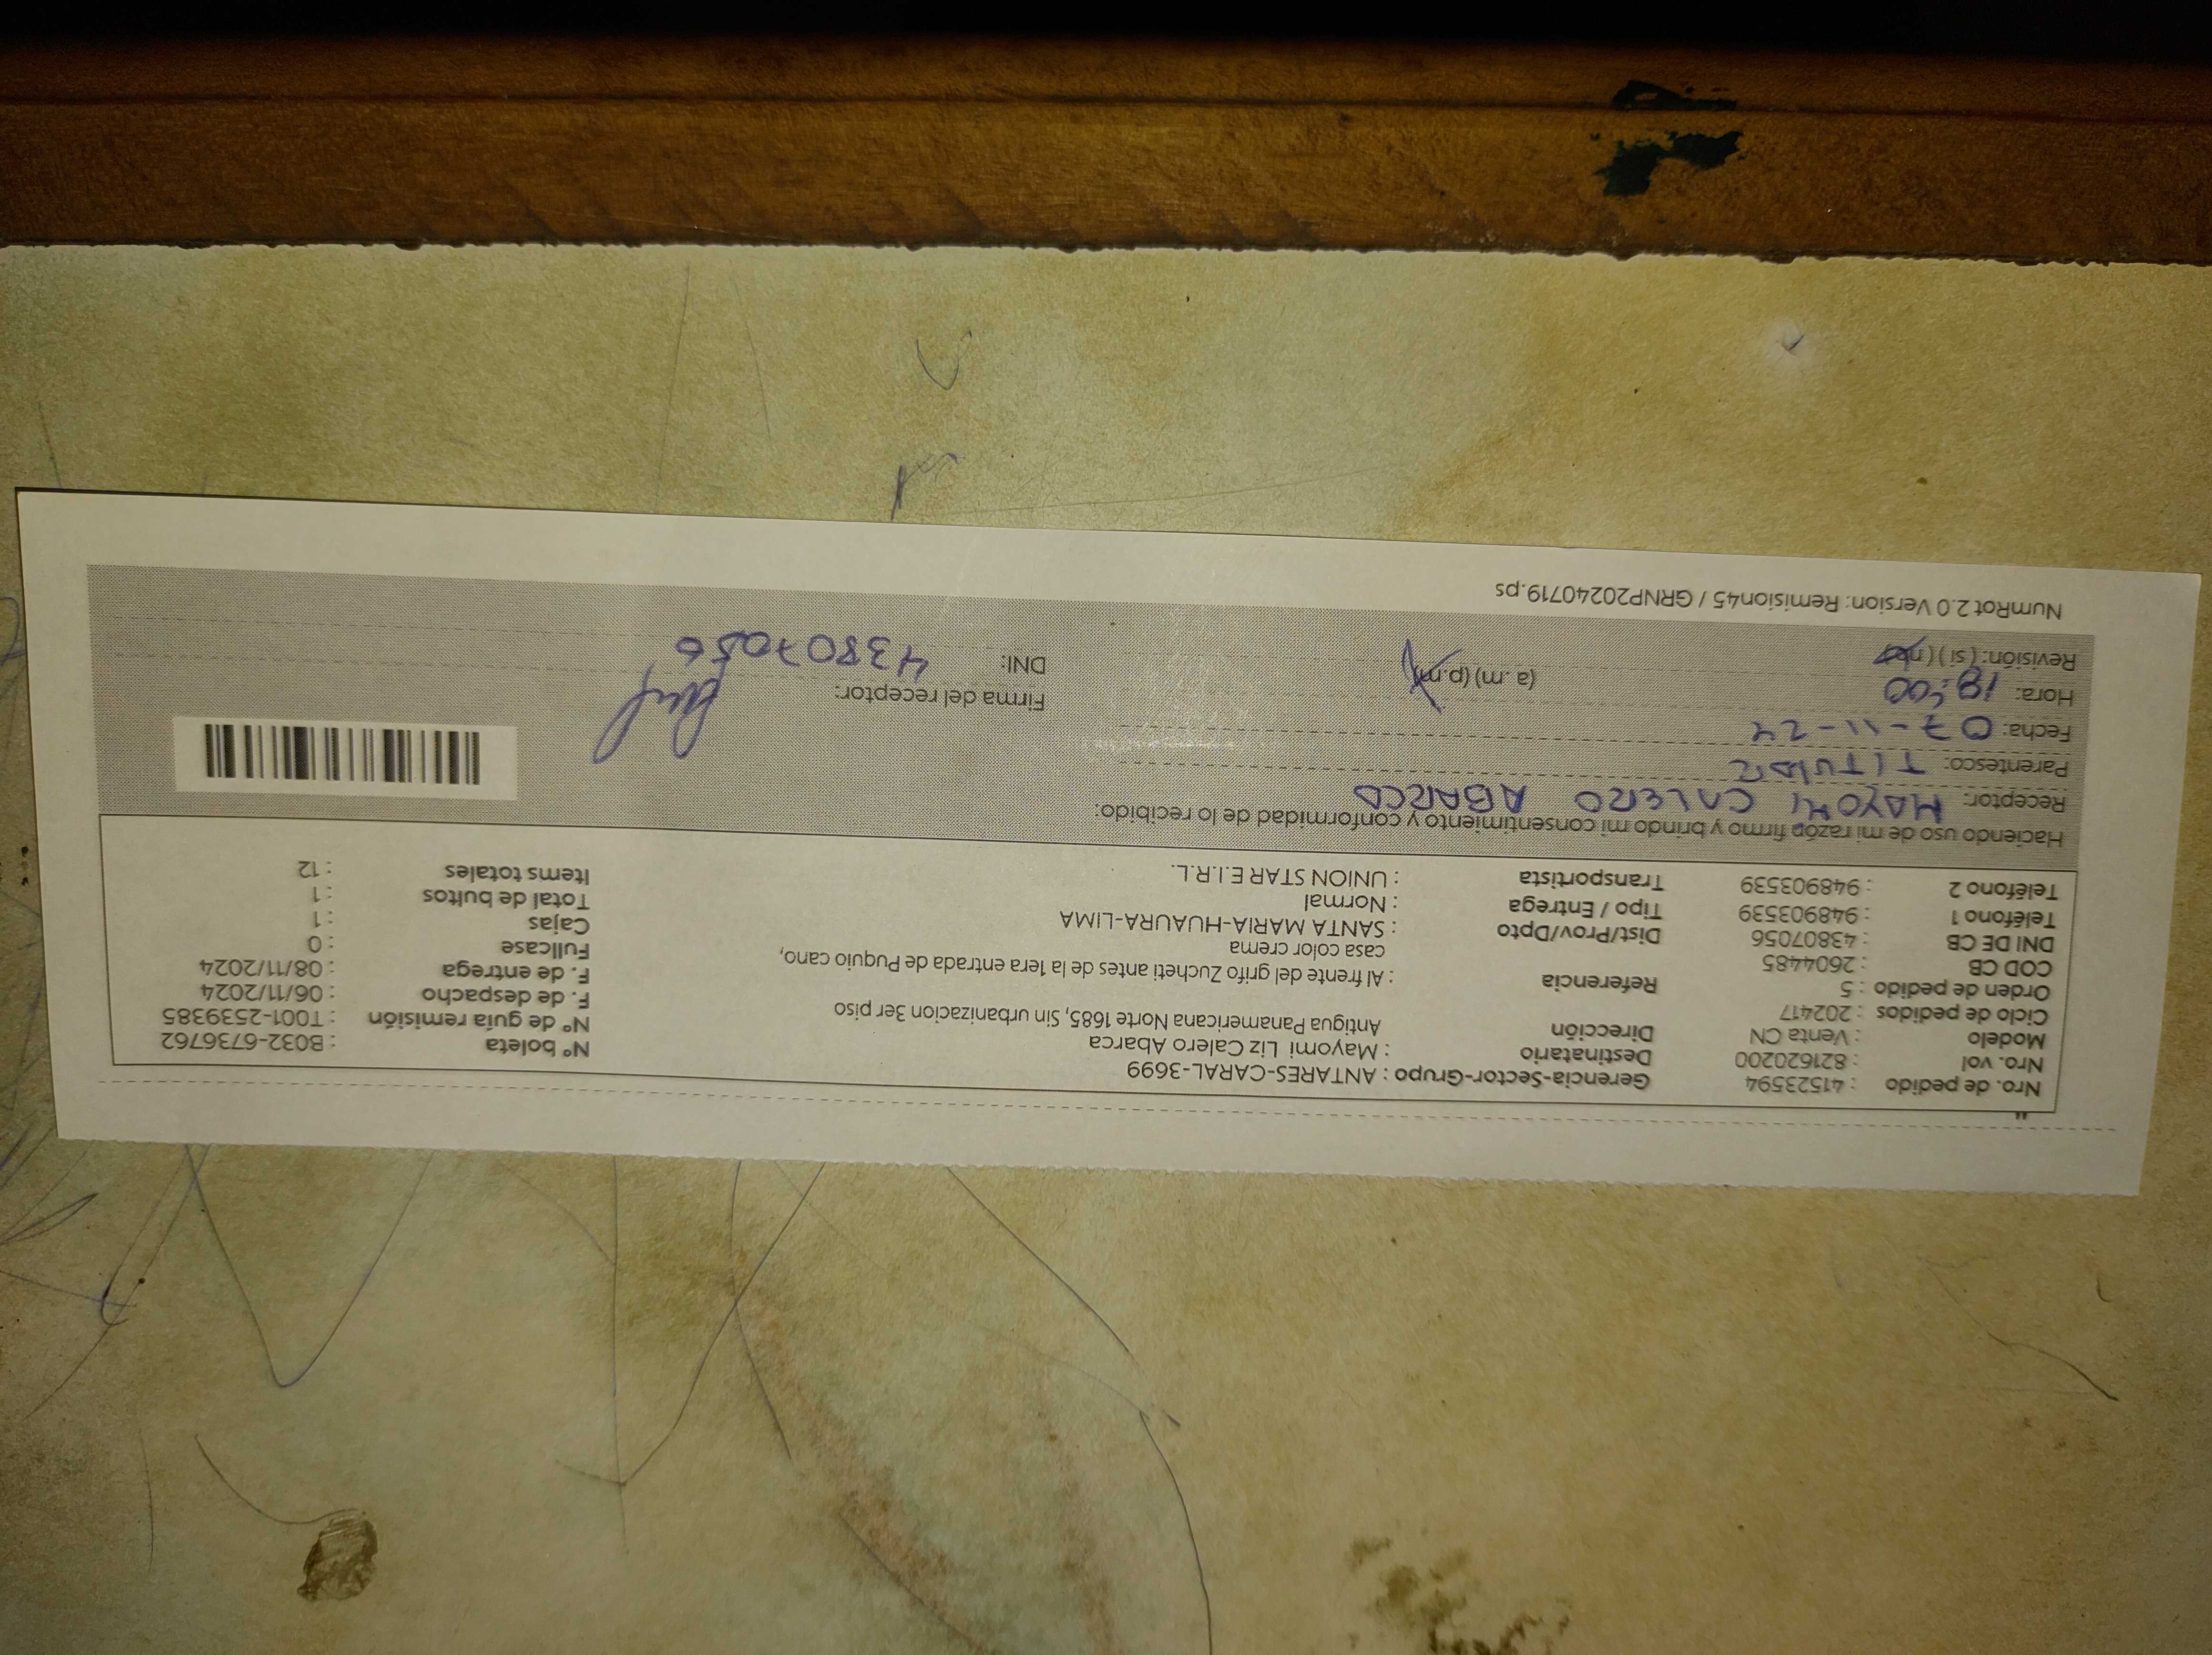 Nro. de pedido : 41523594 Gerencia-Sector-Grupo : ANTARES-CARAL-3699 N° boleta : B032-6736762
Nro. vol : 821620200 Destinatario : Mayomi Liz Calero Abarca N° de guía remisión : T001-2539385
Modelo : Venta CN Dirección Antigua Panamericana Norte 1685, Sin urbanizacion 3er piso F. de despacho : 06/11/2024
Ciclo de pedidos : 202417 F. de entrega : 08/11/2024
Orden de pedido : 5 Referencia : Al frente del grifo Zucheti antes de la 1era entrada de Puquio cano, Fullcase : 0
COD CB : 2604485 casa color crema Cajas : 1
DNI DE CB : 43807056 Dist/Prov/Dpto : SANTA MARIA-HUAURA-LIMA Total de bultos : 1
Teléfono 1 : 948903539 Tipo / Entrega : Normal Items totales : 12
Teléfono 2 : 948903539 Transportista : UNION STAR E.I.R.L.
Haciendo uso de mi razón firmo y brindo mi consentimiento y conformidad de lo recibido:
Receptor: MAYOMI CALERO ABARCA
Parentesco: TITULAR
Fecha: 07-11-24 Firma del receptor:
Hora: 18:00 (a. m.) (p.m) DNI: 43807056
Revisión: (si) (no)
NumRot 2.0 Version: Remision45 / GRNP20240719.ps